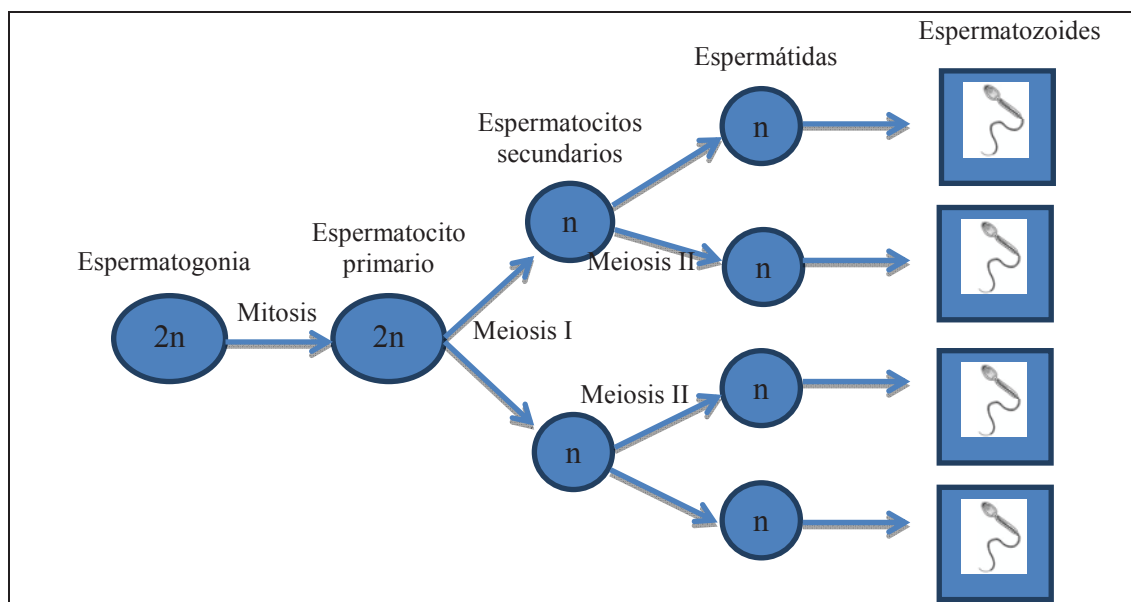 Espermatozoides
Espermátidas
Espermatocitos
secundarios
Espermatocito
primario
Espermatogonia
Mitosis
Meiosis I
Meiosis II
Meiosis II
2n
2n
n
n
n
n
n
n